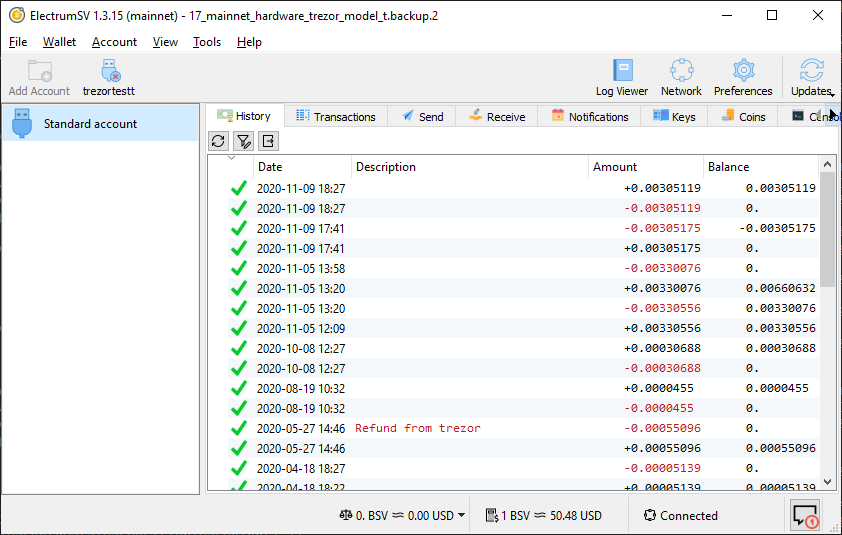 ElectrumSV 1.3.15 (mainnet) - 17_mainnet_hardware_trezor_model_t.backup.2
File Wallet Account View Tools Help
Add Account trezortestt Log Viewer Network Preferences Updates
Standard account
History Transactions Send Receive Notifications Keys Coins
Date Description Amount Balance
2020-11-09 18:27 +0.00305119 0.00305119
2020-11-09 18:27 -0.00305119 0.
2020-11-09 17:41 -0.00305175 -0.00305175
2020-11-09 17:41 +0.00305175 0.
2020-11-05 13:58 -0.00330076 0.
2020-11-05 13:20 +0.00330076 0.00660632
2020-11-05 13:20 -0.00330556 0.00330076
2020-11-05 12:09 +0.00330556 0.00330556
2020-10-08 12:27 +0.00030688 0.00030688
2020-10-08 12:27 -0.00030688 0.
2020-08-19 10:32 +0.0000455 0.0000455
2020-08-19 10:32 -0.0000455 0.
2020-05-27 14:46 Refund from trezor -0.00055096 0.
2020-05-27 14:46 +0.00055096 0.00055096
2020-04-18 18:27 -0.00005139 0.
2020-04-18 18:22 +0.00005139 0.00005139
0. BSV ≈ 0.00 USD 1 BSV ≈ 50.48 USD Connected 1